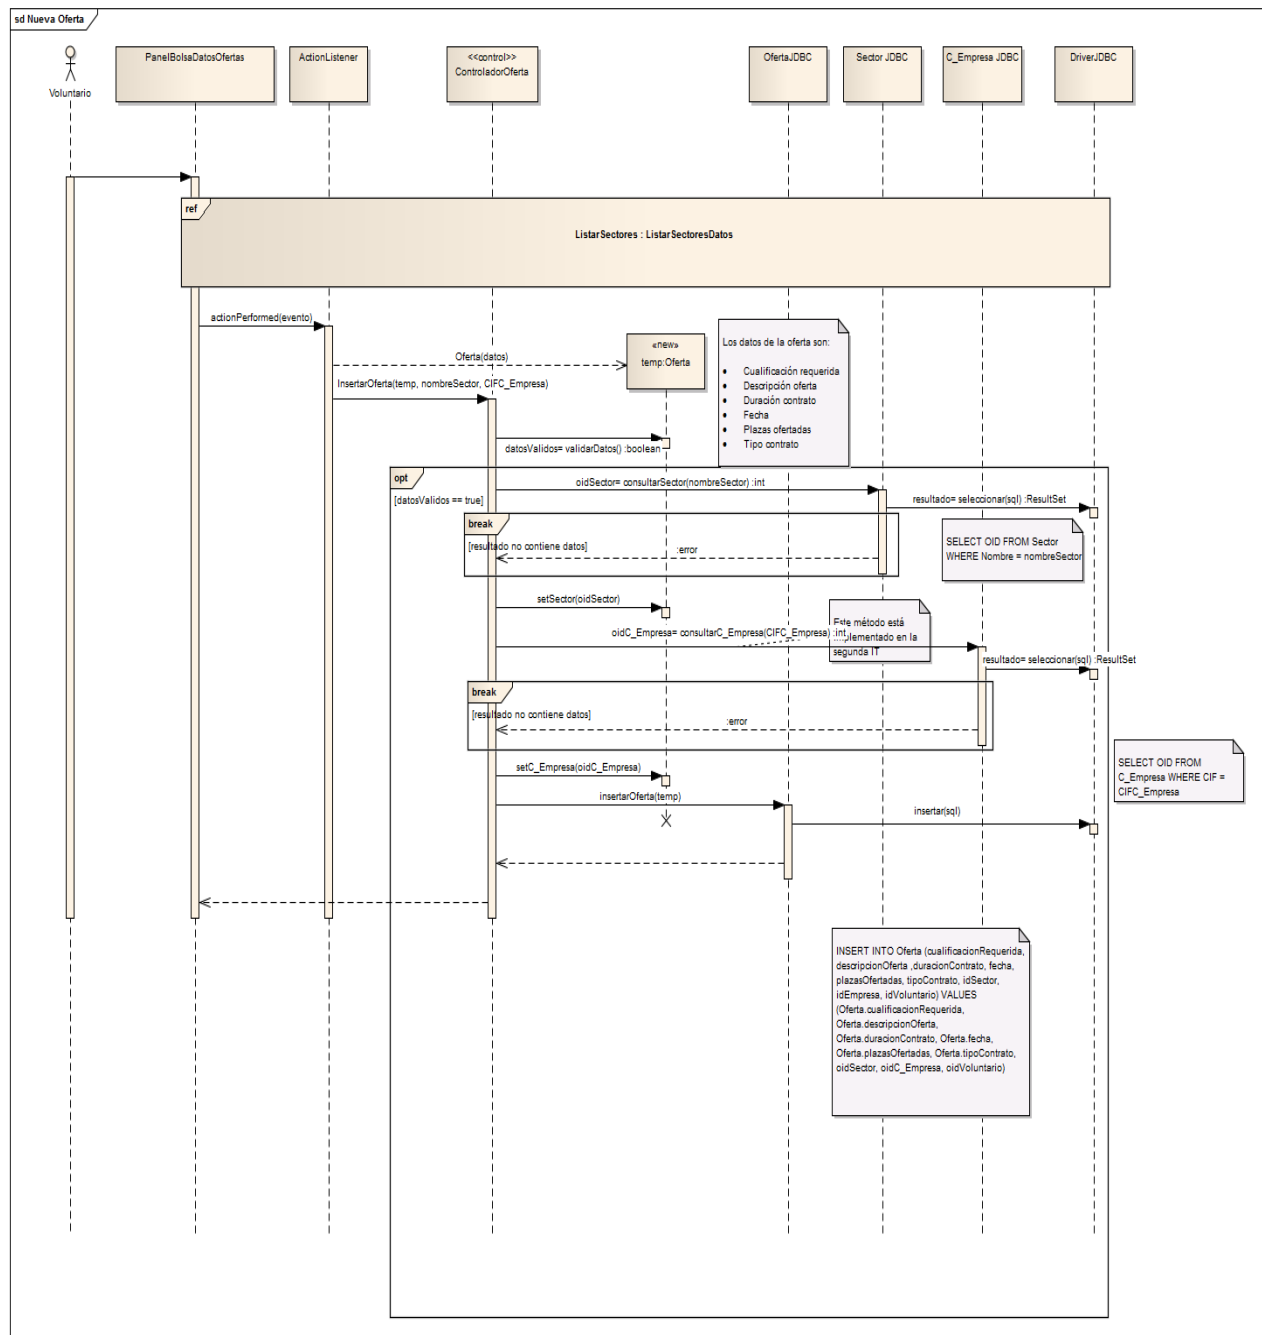 sd Nueva Oferta
Voluntario
PanelBolsaDatosOfertas
ActionListener
<<control>>
ControladorOferta
OfertaJDBC
Sector JDBC
C_Empresa JDBC
DriverJDBC
ref
ListarSectores : ListarSectoresDatos
actionPerformed(evento)
Oferta(datos)
«new»
temp:Oferta
Los datos de la oferta son:
• Cualificación requerida
• Descripción oferta
• Duración contrato
• Fecha
• Plazas ofertadas
• Tipo contrato
InsertarOferta(temp, nombreSector, CIFC_Empresa)
datosValidos= validarDatos() :boolean
opt
[datosValidos == true]
oidSector= consultarSector(nombreSector) :int
resultado= seleccionar(sql) :ResultSet
break
[resultado no contiene datos]
:error
SELECT OID FROM Sector
WHERE Nombre = nombreSector
setSector(oidSector)
Este método está
implementado en la
segunda IT
oidC_Empresa= consultarC_Empresa(CIFC_Empresa) :int
resultado= seleccionar(sql) :ResultSet
break
[resultado no contiene datos]
:error
SELECT OID FROM
C_Empresa WHERE CIF =
CIFC_Empresa
setC_Empresa(oidC_Empresa)
insertarOferta(temp)
insertar(sql)
INSERT INTO Oferta (cualificacionRequerida,
descripcionOferta ,duracionContrato, fecha,
plazasOfertadas, tipoContrato, idSector,
idEmpresa, idVoluntario) VALUES
(Oferta.cualificacionRequerida,
Oferta.descripcionOferta,
Oferta.duracionContrato, Oferta.fecha,
Oferta.plazasOfertadas, Oferta.tipoContrato,
oidSector, oidC_Empresa, oidVoluntario)